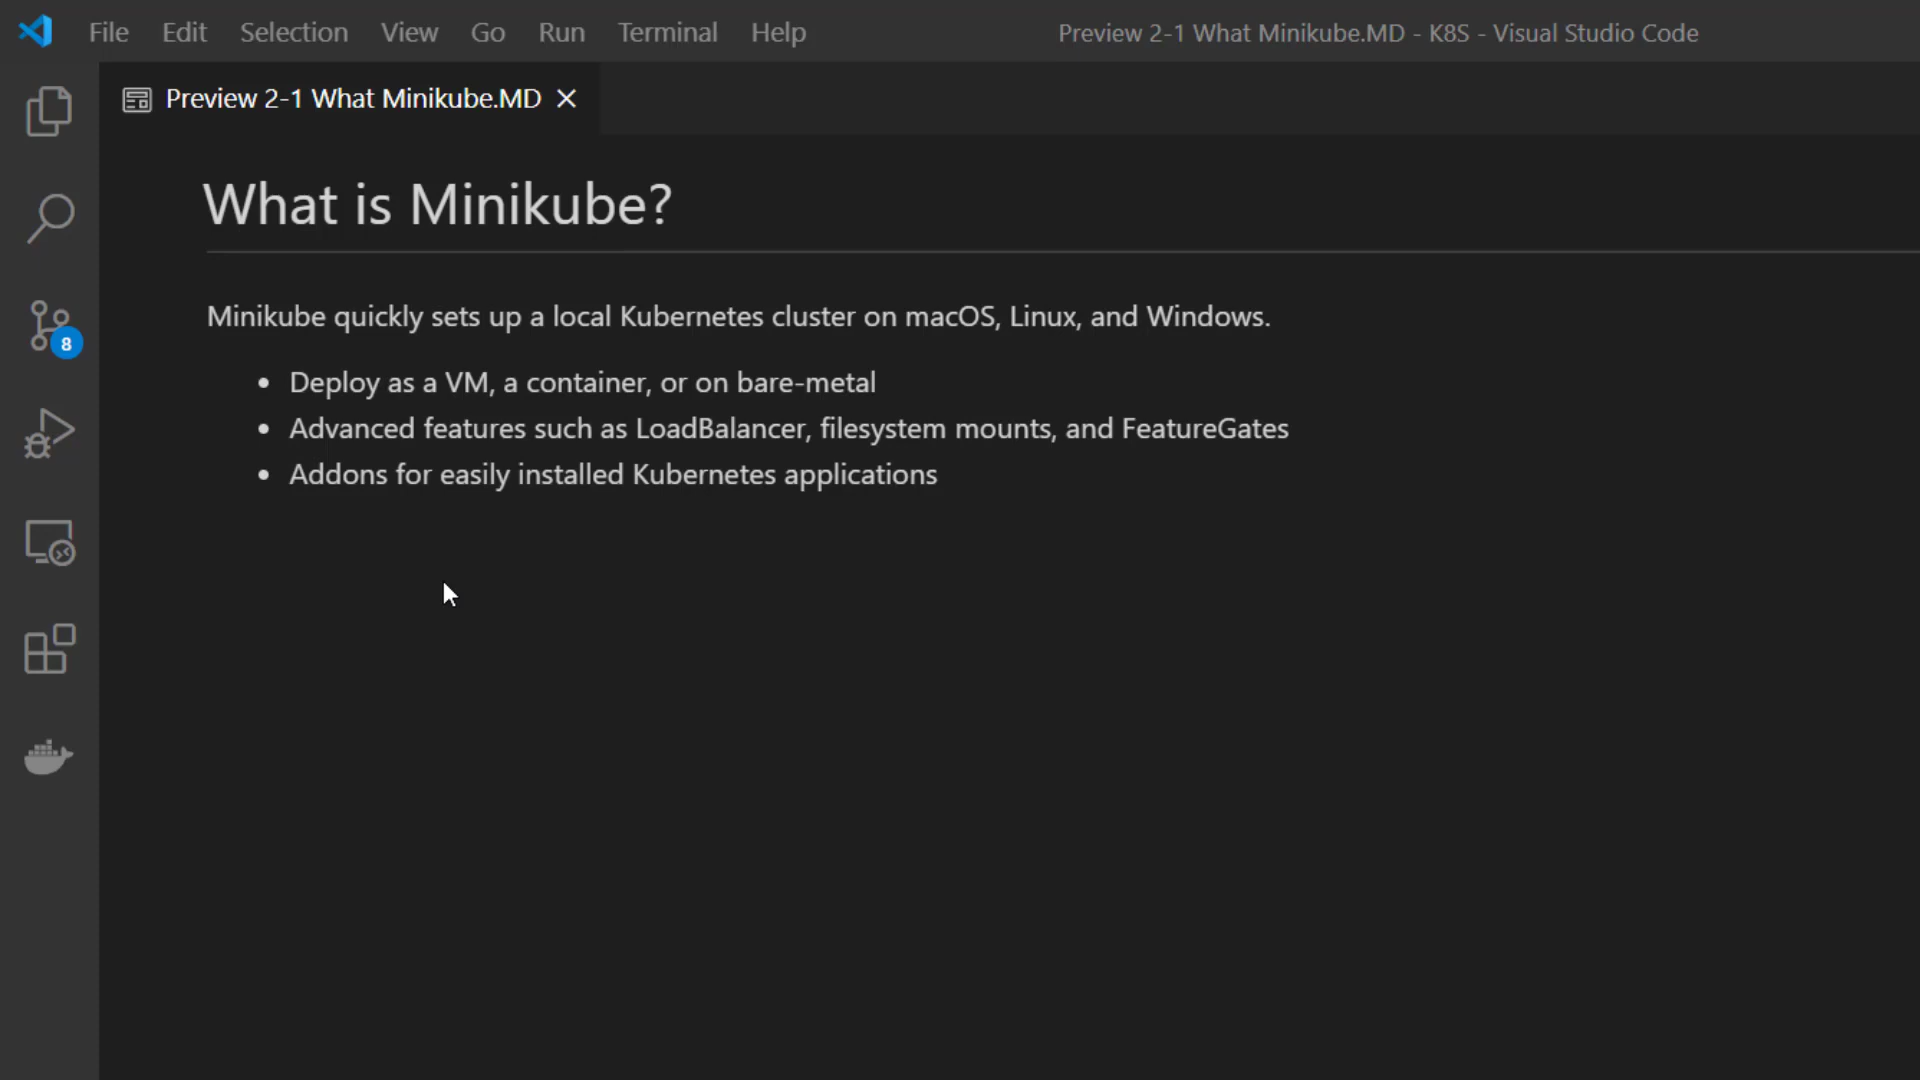 File Edit Selection View Go Run Terminal Help Preview 2-1 What Minikube.MD - K8S - Visual Studio Code
Preview 2-1 What Minikube.MD
What is Minikube?
Minikube quickly sets up a local Kubernetes cluster on macOS, Linux, and Windows.
• Deploy as a VM, a container, or on bare-metal
• Advanced features such as LoadBalancer, filesystem mounts, and FeatureGates
• Addons for easily installed Kubernetes applications
8